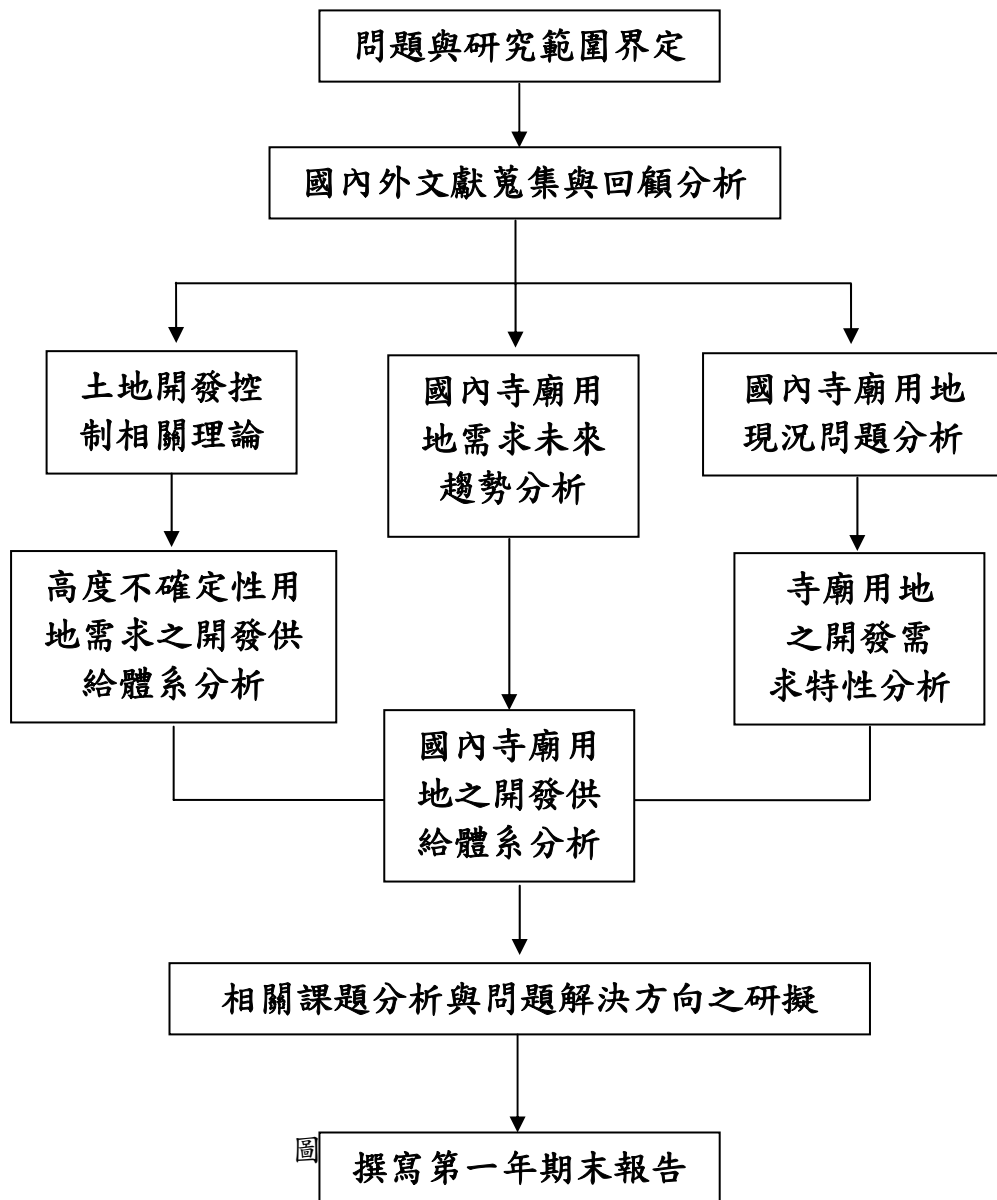 問題與研究範圍界定
國內外文獻蒐集與回顧分析
土地開發控
制相關理論
國內寺廟用
地需求未來
趨勢分析
國內寺廟用地
現況問題分析
高度不確定性用
地需求之開發供
給體系分析
寺廟用地
之開發需
求特性分析
國內寺廟用
地之開發供
給體系分析
相關課題分析與問題解決方向之研擬
圖
撰寫第一年期末報告